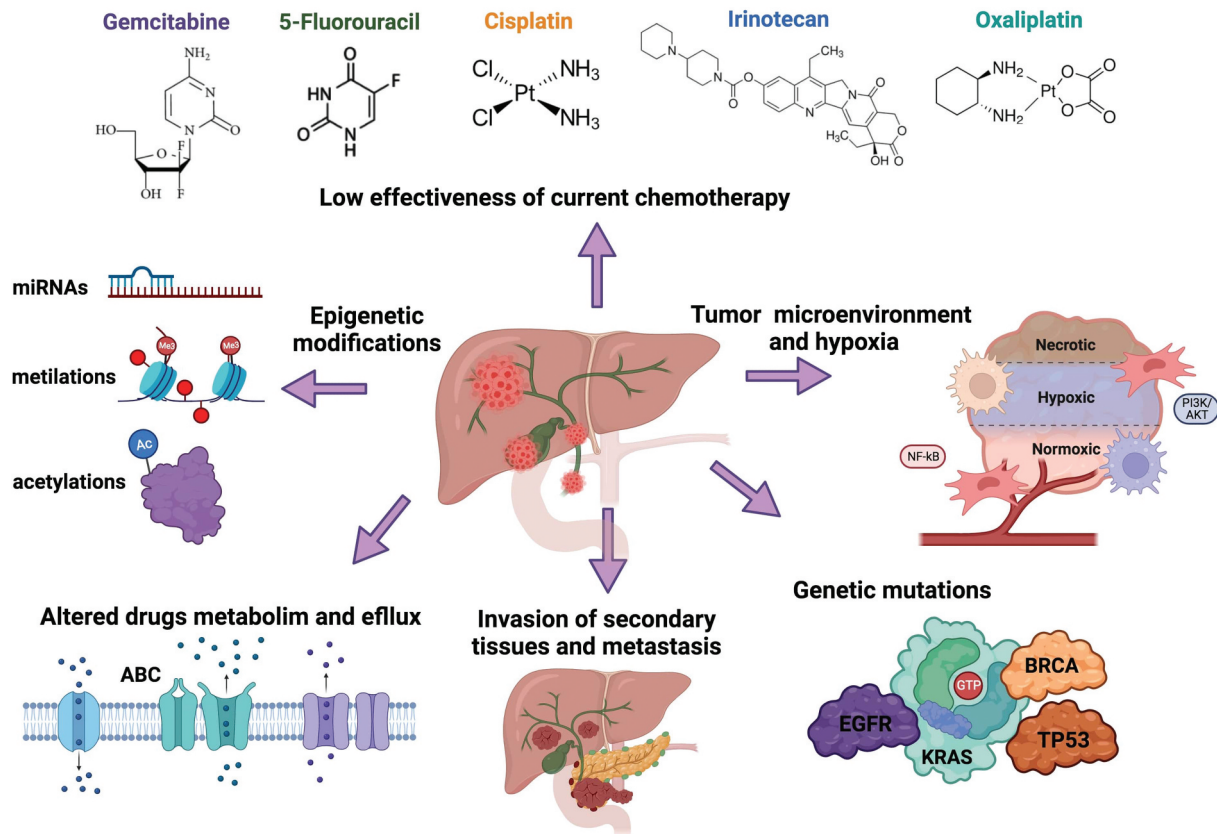 Gemcitabine
5-Fluorouracil
Cisplatin
Irinotecan
Oxaliplatin
NH₂
N
N
O
HO
O
F
OH
F
O
F
HN
O
N
H
Cl
NH₃
Pt
Cl
NH₃
N
N
O
O
CH₃
N
N
O
O
H₃C
OH
O
NH₂
O
O
Pt
NH₂
O
O
Low effectiveness of current chemotherapy
miRNAs
Epigenetic
modifications
Tumor microenvironment
and hypoxia
Me3
Me3
metilations
Ac
acetylations
Necrotic
Hypoxic
PI3K/
AKT
Normoxic
NF-kB
Altered drugs metabolim and efllux
ABC
Invasion of secondary
tissues and metastasis
Genetic mutations
BRCA
GTP
EGFR
TP53
KRAS